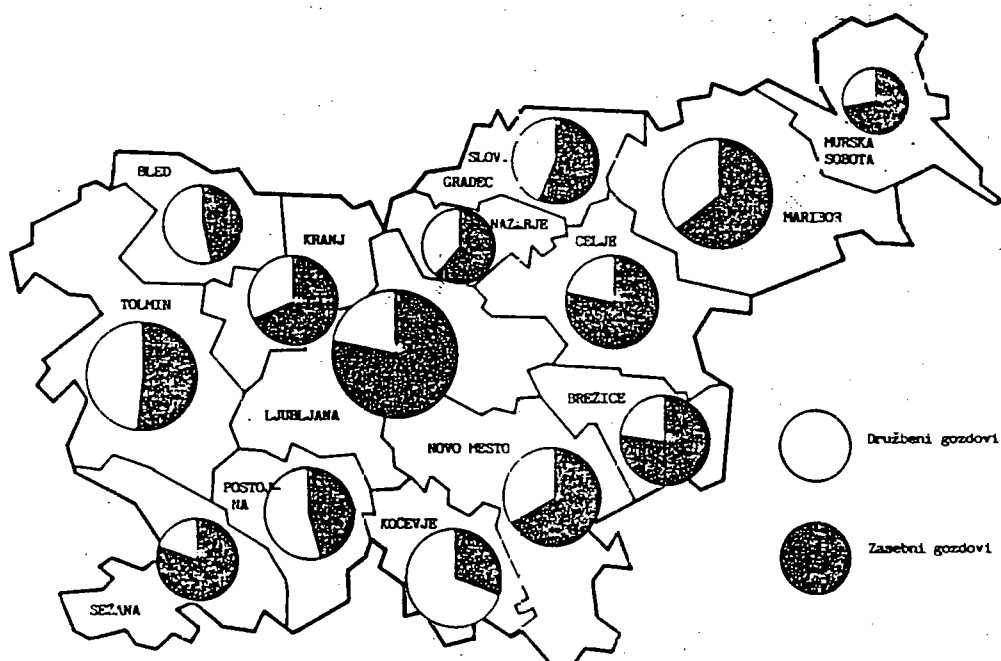 MURSKA
SOBOTA
SLOV.
GRADEC
BLED
MARIBOR
NAZARJE
KRANJ
CELJE
TOLMIN
BREŽICE
LJUBLJANA
NOVO MESTO
Družbeni gozdovi
POSTOJ-
NA
KOČEVJE
Zasebni gozdovi
SEŽANA